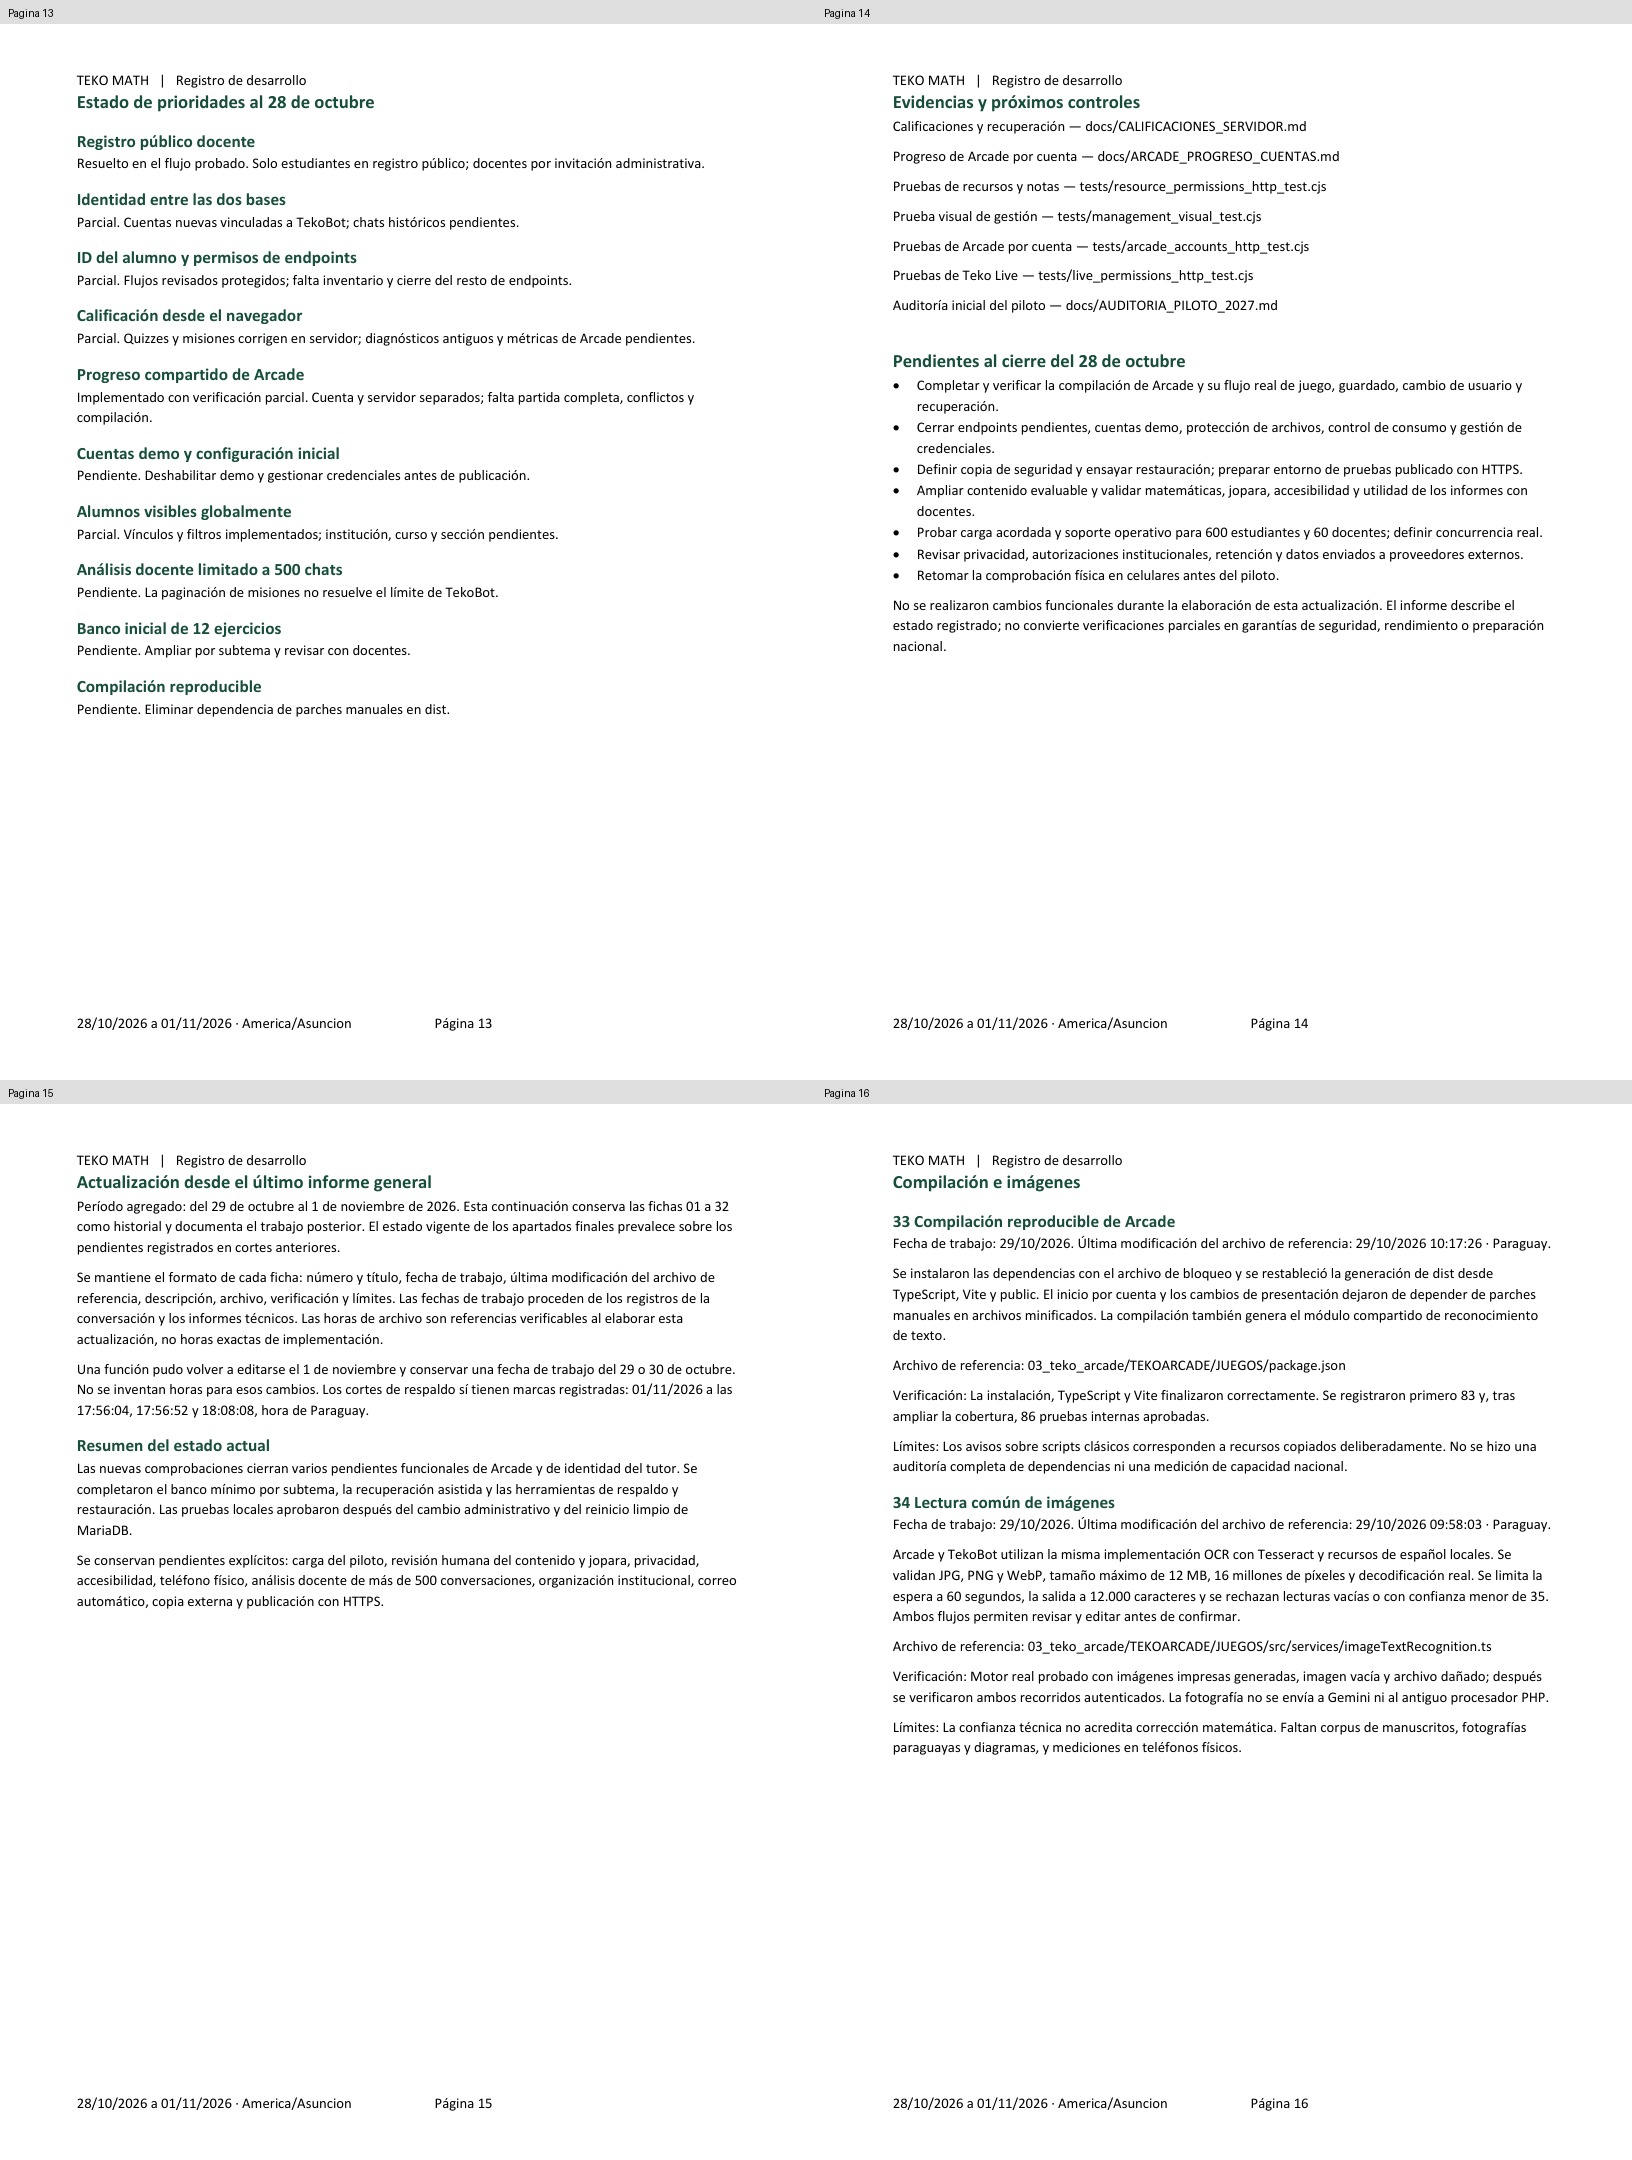 Pagina 13
TEKO MATH | Registro de desarrollo
Estado de prioridades al 28 de octubre
Registro público docente
Resuelto en el flujo probado. Solo estudiantes en registro público; docentes por invitación administrativa.
Identidad entre las dos bases
Parcial. Cuentas nuevas vinculadas a TekoBot; chats históricos pendientes.
ID del alumno y permisos de endpoints
Parcial. Flujos revisados protegidos; falta inventario y cierre del resto de endpoints.
Calificación desde el navegador
Parcial. Quizzes y misiones corrigen en servidor; diagnósticos antiguos y métricas de Arcade pendientes.
Progreso compartido de Arcade
Implementado con verificación parcial. Cuenta y servidor separados; falta partida completa, conflictos y
compilación.
Cuentas demo y configuración inicial
Pendiente. Deshabilitar demo y gestionar credenciales antes de publicación.
Alumnos visibles globalmente
Parcial. Vínculos y filtros implementados; institución, curso y sección pendientes.
Análisis docente limitado a 500 chats
Pendiente. La paginación de misiones no resuelve el límite de TekoBot.
Banco inicial de 12 ejercicios
Pendiente. Ampliar por subtema y revisar con docentes.
Compilación reproducible
Pendiente. Eliminar dependencia de parches manuales en dist.
28/10/2026 a 01/11/2026 · America/Asuncion Página 13
Pagina 14
TEKO MATH | Registro de desarrollo
Evidencias y próximos controles
Calificaciones y recuperación — docs/CALIFICACIONES_SERVIDOR.md
Progreso de Arcade por cuenta — docs/ARCADE_PROGRESO_CUENTAS.md
Pruebas de recursos y notas — tests/resource_permissions_http_test.cjs
Prueba visual de gestión — tests/management_visual_test.cjs
Pruebas de Arcade por cuenta — tests/arcade_accounts_http_test.cjs
Pruebas de Teko Live — tests/live_permissions_http_test.cjs
Auditoría inicial del piloto — docs/AUDITORIA_PILOTO_2027.md
Pendientes al cierre del 28 de octubre
• Completar y verificar la compilación de Arcade y su flujo real de juego, guardado, cambio de usuario y
recuperación.
• Cerrar endpoints pendientes, cuentas demo, protección de archivos, control de consumo y gestión de
credenciales.
• Definir copia de seguridad y ensayar restauración; preparar entorno de pruebas publicado con HTTPS.
• Ampliar contenido evaluable y validar matemáticas, jopara, accesibilidad y utilidad de los informes con
docentes.
• Probar carga acordada y soporte operativo para 600 estudiantes y 60 docentes; definir concurrencia real.
• Revisar privacidad, autorizaciones institucionales, retención y datos enviados a proveedores externos.
• Retomar la comprobación física en celulares antes del piloto.
No se realizaron cambios funcionales durante la elaboración de esta actualización. El informe describe el
estado registrado; no convierte verificaciones parciales en garantías de seguridad, rendimiento o preparación
nacional.
28/10/2026 a 01/11/2026 · America/Asuncion Página 14
Pagina 15
TEKO MATH | Registro de desarrollo
Actualización desde el último informe general
Período agregado: del 29 de octubre al 1 de noviembre de 2026. Esta continuación conserva las fichas 01 a 32
como historial y documenta el trabajo posterior. El estado vigente de los apartados finales prevalece sobre los
pendientes registrados en cortes anteriores.
Se mantiene el formato de cada ficha: número y título, fecha de trabajo, última modificación del archivo de
referencia, descripción, archivo, verificación y límites. Las fechas de trabajo proceden de los registros de la
conversación y los informes técnicos. Las horas de archivo son referencias verificables al elaborar esta
actualización, no horas exactas de implementación.
Una función pudo volver a editarse el 1 de noviembre y conservar una fecha de trabajo del 29 o 30 de octubre.
No se inventan horas para esos cambios. Los cortes de respaldo sí tienen marcas registradas: 01/11/2026 a las
17:56:04, 17:56:52 y 18:08:08, hora de Paraguay.
Resumen del estado actual
Las nuevas comprobaciones cierran varios pendientes funcionales de Arcade y de identidad del tutor. Se
completaron el banco mínimo por subtema, la recuperación asistida y las herramientas de respaldo y
restauración. Las pruebas locales aprobaron después del cambio administrativo y del reinicio limpio de
MariaDB.
Se conservan pendientes explícitos: carga del piloto, revisión humana del contenido y jopara, privacidad,
accesibilidad, teléfono físico, análisis docente de más de 500 conversaciones, organización institucional, correo
automático, copia externa y publicación con HTTPS.
28/10/2026 a 01/11/2026 · America/Asuncion Página 15
Pagina 16
TEKO MATH | Registro de desarrollo
Compilación e imágenes
33 Compilación reproducible de Arcade
Fecha de trabajo: 29/10/2026. Última modificación del archivo de referencia: 29/10/2026 10:17:26 · Paraguay.
Se instalaron las dependencias con el archivo de bloqueo y se restableció la generación de dist desde
TypeScript, Vite y public. El inicio por cuenta y los cambios de presentación dejaron de depender de parches
manuales en archivos minificados. La compilación también genera el módulo compartido de reconocimiento
de texto.
Archivo de referencia: 03_teko_arcade/TEKOARCADE/JUEGOS/package.json
Verificación: La instalación, TypeScript y Vite finalizaron correctamente. Se registraron primero 83 y, tras
ampliar la cobertura, 86 pruebas internas aprobadas.
Límites: Los avisos sobre scripts clásicos corresponden a recursos copiados deliberadamente. No se hizo una
auditoría completa de dependencias ni una medición de capacidad nacional.
34 Lectura común de imágenes
Fecha de trabajo: 29/10/2026. Última modificación del archivo de referencia: 29/10/2026 09:58:03 · Paraguay.
Arcade y TekoBot utilizan la misma implementación OCR con Tesseract y recursos de español locales. Se
validan JPG, PNG y WebP, tamaño máximo de 12 MB, 16 millones de píxeles y decodificación real. Se limita la
espera a 60 segundos, la salida a 12.000 caracteres y se rechazan lecturas vacías o con confianza menor de 35.
Ambos flujos permiten revisar y editar antes de confirmar.
Archivo de referencia: 03_teko_arcade/TEKOARCADE/JUEGOS/src/services/imageTextRecognition.ts
Verificación: Motor real probado con imágenes impresas generadas, imagen vacía y archivo dañado; después
se verificaron ambos recorridos autenticados. La fotografía no se envía a Gemini ni al antiguo procesador PHP.
Límites: La confianza técnica no acredita corrección matemática. Faltan corpus de manuscritos, fotografías
paraguayas y diagramas, y mediciones en teléfonos físicos.
28/10/2026 a 01/11/2026 · America/Asuncion Página 16